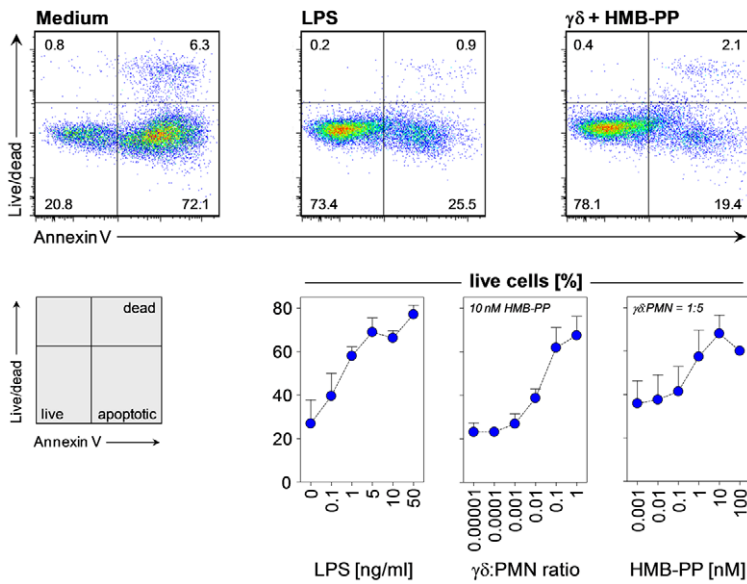 Medium
LPS
γδ + HMB-PP
0.8
6.3
0.2
0.9
0.4
2.1
Live/dead
20.8
72.1
73.4
25.5
78.1
19.4
Annexin V
live cells [%]
dead
live
apoptotic
Live/dead
Annexin V
80
60
40
20
0
10 nM HMB-PP
γδ:PMN = 1:5
0
0.1
1
5
10
50
0.00001
0.0001
0.001
0.01
0.1
1
0.001
0.01
0.1
1
10
100
LPS [ng/ml]
γδ:PMN ratio
HMB-PP [nM]